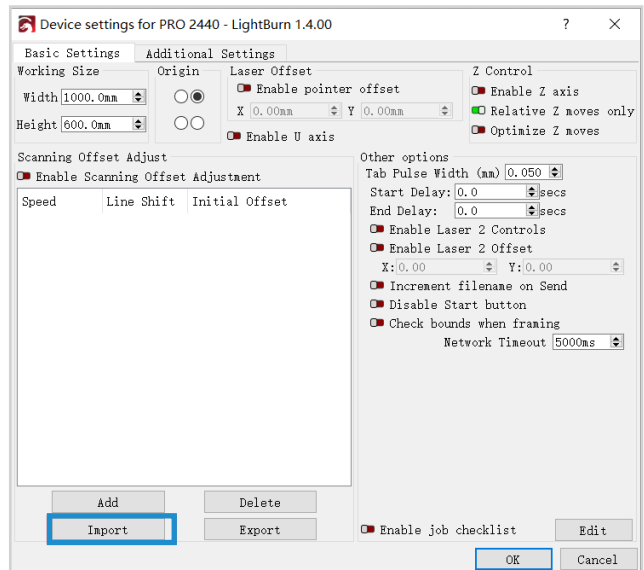 Device settings for PRO 2440 - LightBurn 1.4.00
? ×
Basic Settings Additional Settings
Working Size
Width 1000.0mm
Height 600.0mm
Origin
Laser Offset
Enable pointer offset
X 0.00mm Y 0.00mm
Enable U axis
Z Control
Enable Z axis
Relative Z moves only
Optimize Z moves
Scanning Offset Adjust
Enable Scanning Offset Adjustment
Speed Line Shift Initial Offset
Add Delete
Import Export
Other options
Tab Pulse Width (mm) 0.050
Start Delay: 0.0 secs
End Delay: 0.0 secs
Enable Laser 2 Controls
Enable Laser 2 Offset
X: 0.00 Y: 0.00
Increment filename on Send
Disable Start button
Check bounds when framing
Network Timeout 5000ms
Enable job checklist Edit
OK Cancel